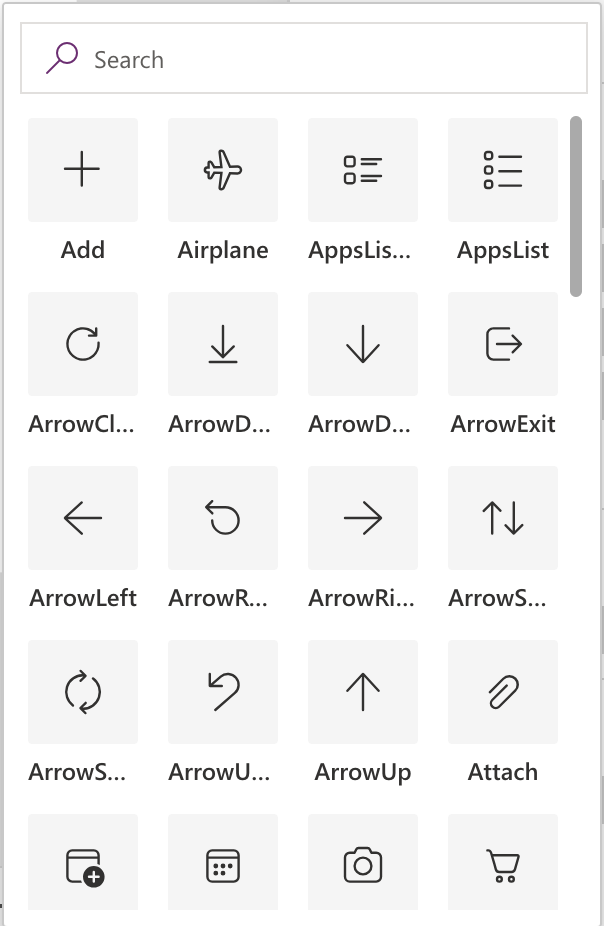 Search
Add Airplane AppsLis... AppsList
ArrowCl... ArrowD... ArrowD... ArrowExit
ArrowLeft ArrowR... ArrowRi... ArrowS...
ArrowS... ArrowU... ArrowUp Attach